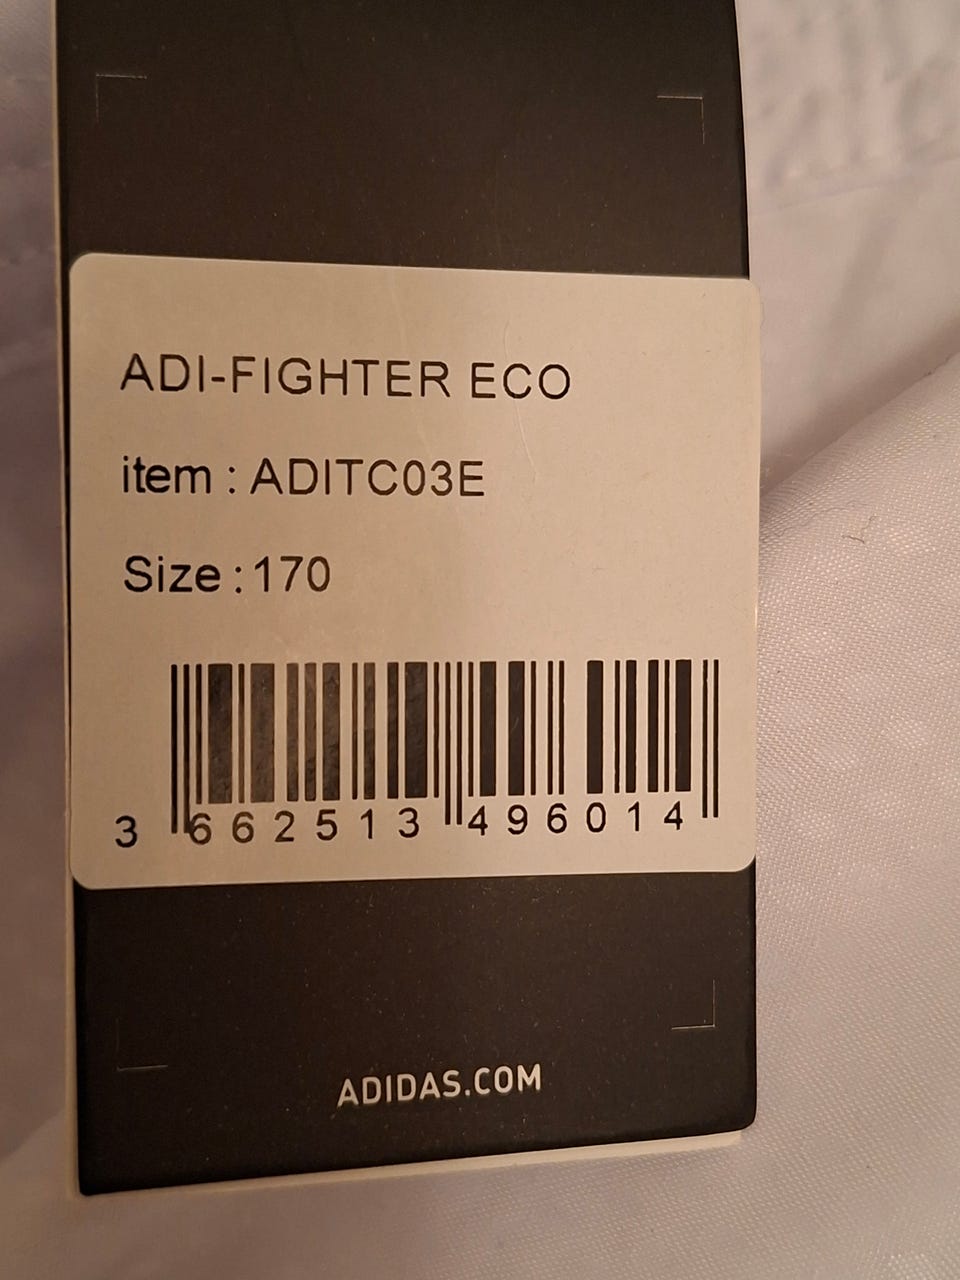 ADI-FIGHTER ECO
item : ADITC03E
Size : 170
3 662513 496014
ADIDAS.COM